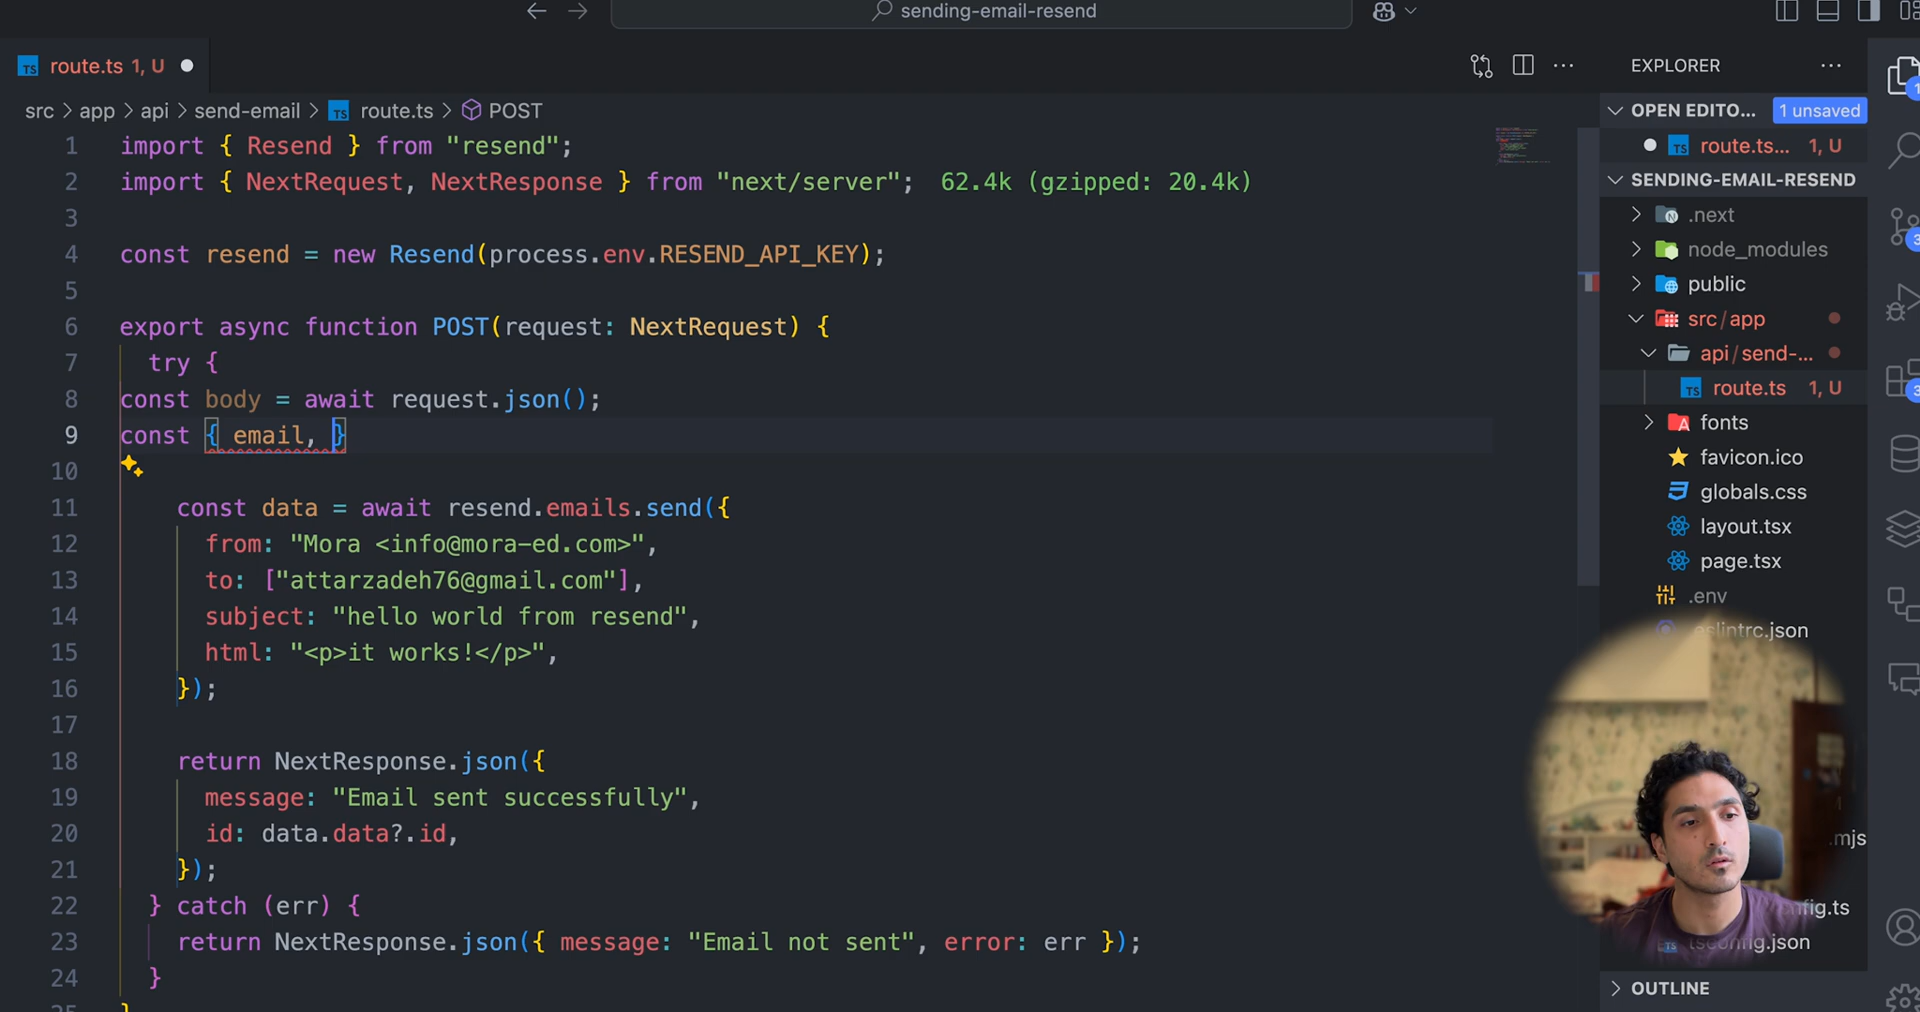 sending-email-resend
route.ts 1, U
EXPLORER
src > app > api > send-email > route.ts > POST
OPEN EDITO... 1 unsaved
route.ts... 1, U
SENDING-EMAIL-RESEND
.next
node_modules
public
src/app
api/send-...
route.ts 1, U
fonts
favicon.ico
globals.css
layout.tsx
page.tsx
.env
eslintrc.json
.mjs
nfig.ts
tsconfig.json
OUTLINE
1 import { Resend } from "resend";
2 import { NextRequest, NextResponse } from "next/server"; 62.4k (gzipped: 20.4k)
3
4 const resend = new Resend(process.env.RESEND_API_KEY);
5
6 export async function POST(request: NextRequest) {
7 try {
8 const body = await request.json();
9 const { email, }
10
11 const data = await resend.emails.send({
12 from: "Mora <info@mora-ed.com>",
13 to: ["attarzadeh76@gmail.com"],
14 subject: "hello world from resend",
15 html: "<p>it works!</p>",
16 });
17
18 return NextResponse.json({
19 message: "Email sent successfully",
20 id: data.data?.id,
21 });
22 } catch (err) {
23 return NextResponse.json({ message: "Email not sent", error: err });
24 }